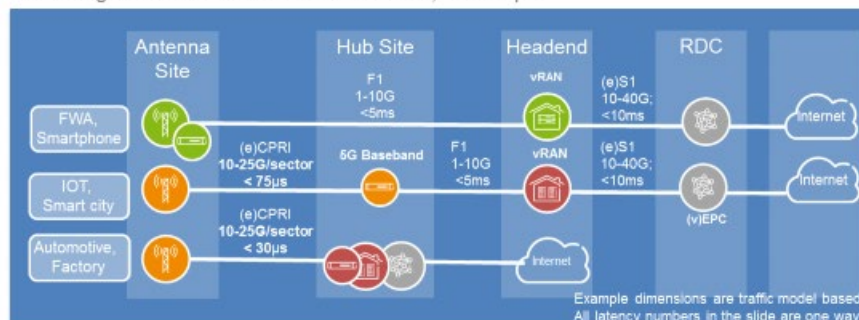 Antenna
Site
Hub Site
Headend
RDC
FWA,
Smartphone
F1
1-10G
<5ms
vRAN
(e)S1
10-40G;
<10ms
Internet
IOT,
Smart city
(e)CPRI
10-25G/sector
< 75µs
5G Baseband
F1
1-10G
<5ms
vRAN
(e)S1
10-40G;
<10ms
(v)EPC
Internet
Automotive,
Factory
(e)CPRI
10-25G/sector
< 30µs
Internet
Example dimensions are traffic model based
All latency numbers in the slide are one way